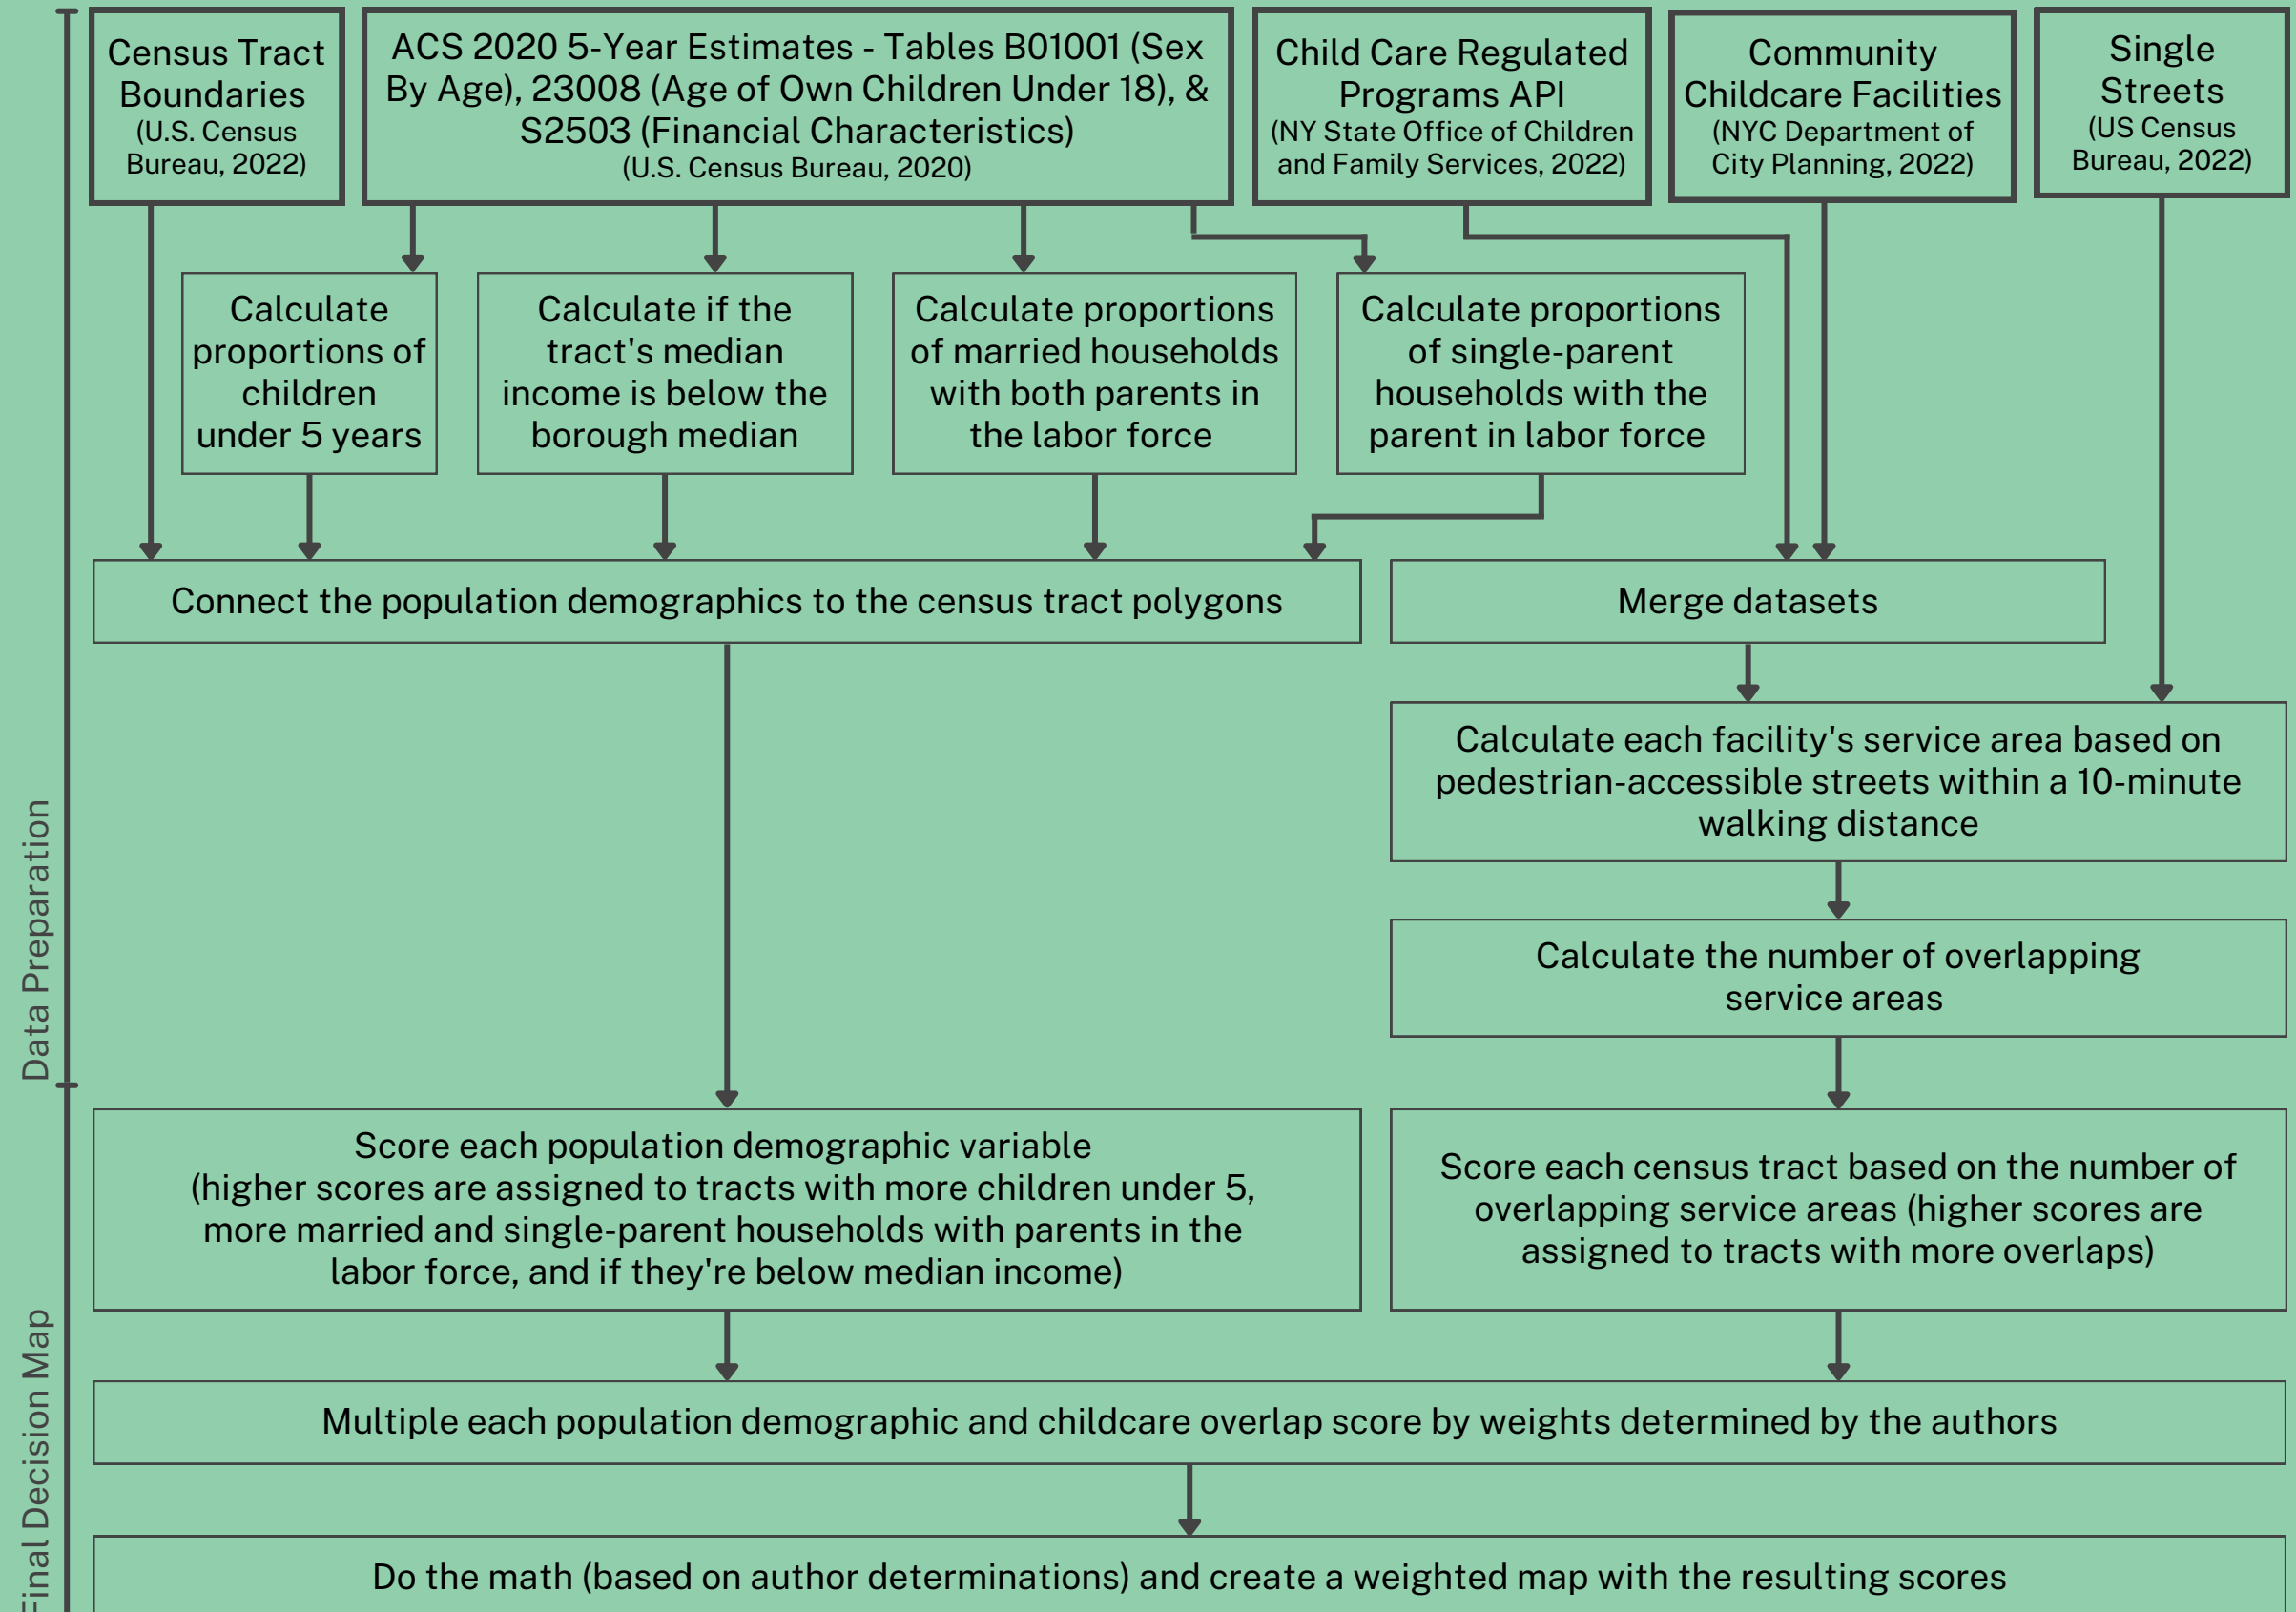 Census Tract
Boundaries
(U.S. Census
Bureau, 2022)
ACS 2020 5-Year Estimates - Tables B01001 (Sex
By Age), 23008 (Age of Own Children Under 18), &
S2503 (Financial Characteristics)
(U.S. Census Bureau, 2020)
Child Care Regulated
Programs API
(NY State Office of Children
and Family Services, 2022)
Community
Childcare Facilities
(NYC Department of
City Planning, 2022)
Single
Streets
(US Census
Bureau, 2022)
Calculate
proportions of
children
under 5 years
Calculate if the
tract's median
income is below the
borough median
Calculate proportions
of married households
with both parents in
the labor force
Calculate proportions
of single-parent
households with the
parent in labor force
Connect the population demographics to the census tract polygons
Merge datasets
Calculate each facility's service area based on
pedestrian-accessible streets within a 10-minute
walking distance
Calculate the number of overlapping
service areas
Data Preparation
Score each population demographic variable
(higher scores are assigned to tracts with more children under 5,
more married and single-parent households with parents in the
labor force, and if they're below median income)
Score each census tract based on the number of
overlapping service areas (higher scores are
assigned to tracts with more overlaps)
Multiple each population demographic and childcare overlap score by weights determined by the authors
Do the math (based on author determinations) and create a weighted map with the resulting scores
Final Decision Map